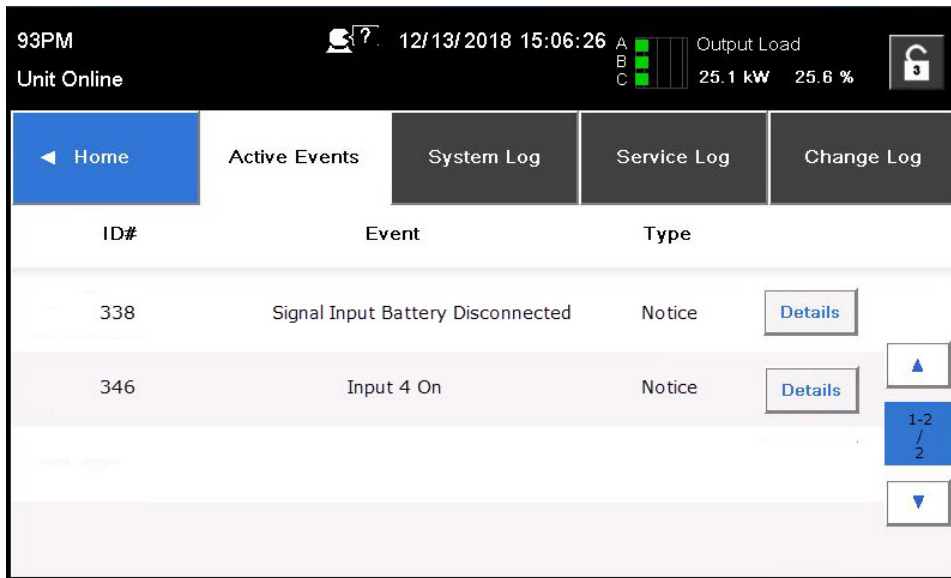 93PM
Unit Online
?
12/13/2018 15:06:26
A
B
C
Output Load
25.1 kW 25.6 %
3
◄ Home
Active Events
System Log
Service Log
Change Log
ID# Event Type
338 Signal Input Battery Disconnected Notice Details
346 Input 4 On Notice Details
▲
1-2
/
2
▼